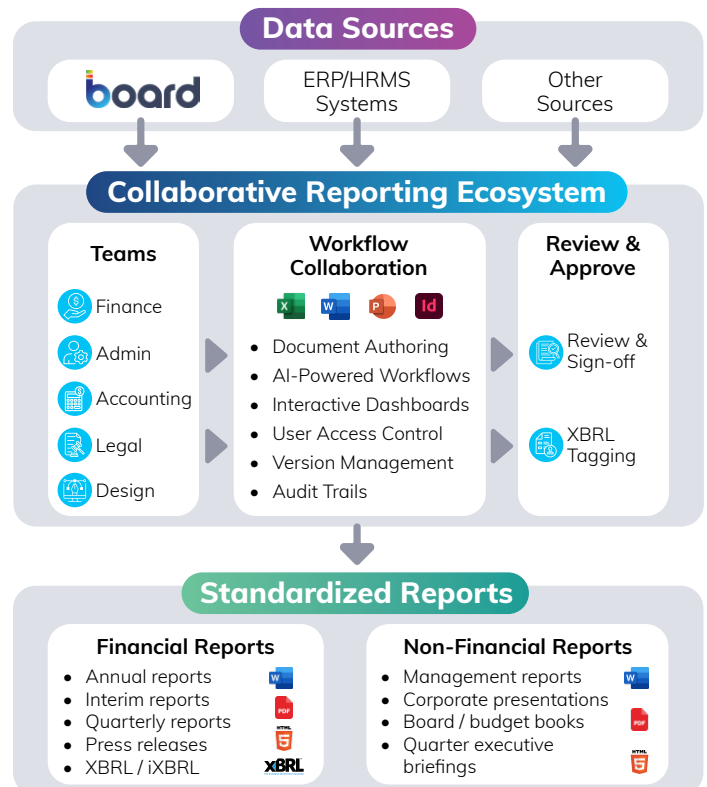 Data Sources
board
ERP/HRMS
Systems
Other
Sources
Collaborative Reporting Ecosystem
Teams
Finance
Admin
Accounting
Legal
Design
Workflow
Collaboration
X
W
P
Id
• Document Authoring
• AI-Powered Workflows
• Interactive Dashboards
• User Access Control
• Version Management
• Audit Trails
Review &
Approve
Review &
Sign-off
XBRL
Tagging
Standardized Reports
Financial Reports
• Annual reports
• Interim reports
• Quarterly reports
• Press releases
• XBRL / iXBRL
W
PDF
HTML
5
XBRL
Non-Financial Reports
• Management reports
• Corporate presentations
• Board / budget books
• Quarter executive
briefings
W
PDF
HTML
5